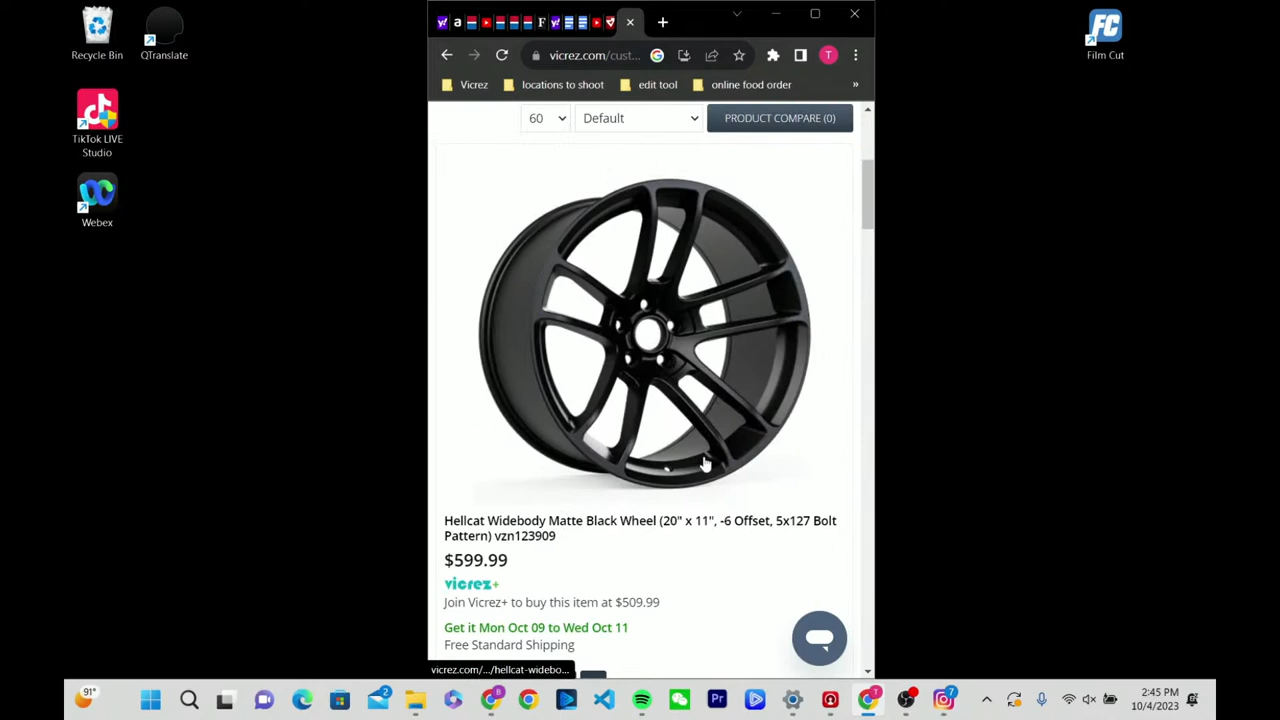 Recycle Bin
QTranslate
TikTok LIVE
Studio
Webex
Film Cut
FC
vicrez.com/cust...
Vicrez
locations to shoot
edit tool
online food order
»
60
Default
PRODUCT COMPARE (0)
Hellcat Widebody Matte Black Wheel (20" x 11", -6 Offset, 5x127 Bolt
Pattern) vzn123909
$599.99
vicrez+
Join Vicrez+ to buy this item at $509.99
Get it Mon Oct 09 to Wed Oct 11
Free Standard Shipping
vicrez.com/.../hellcat-widebo...
91°
2:45 PM
10/4/2023